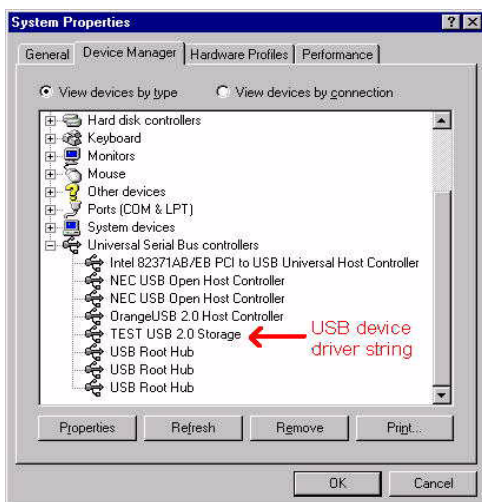 System Properties
General Device Manager Hardware Profiles Performance
View devices by type View devices by connection
Hard disk controllers
Keyboard
Monitors
Mouse
Other devices
Ports (COM & LPT)
System devices
Universal Serial Bus controllers
Intel 82371AB/EB PCI to USB Universal Host Controller
NEC USB Open Host Controller
NEC USB Open Host Controller
OrangeUSB 2.0 Host Controller
TEST USB 2.0 Storage
USB device
driver string
USB Root Hub
USB Root Hub
USB Root Hub
Properties Refresh Remove Print...
OK Cancel